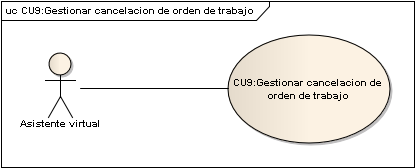 uc CU9:Gestionar cancelacion de orden de trabajo
CU9:Gestionar cancelacion de
orden de trabajo
Asistente virtual